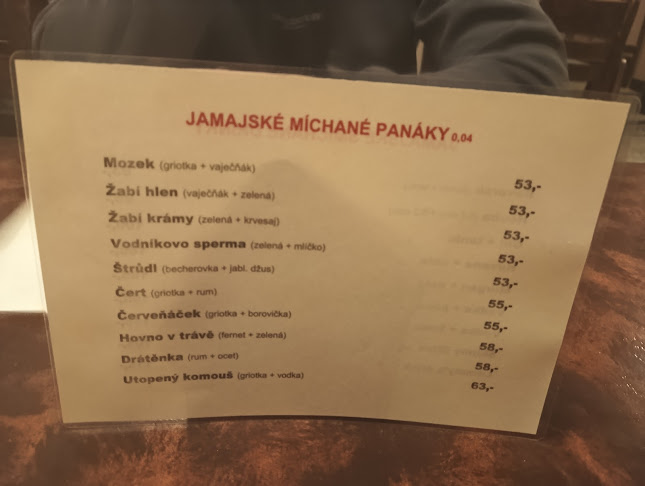 JAMAJSKÉ MÍCHANÉ PANÁKY 0,04
Mozek (griotka + vaječňák) 53,-
Žabí hlen (vaječňák + zelená) 53,-
Žabí krámy (zelená + krvesaj) 53,-
Vodníkovo sperma (zelená + mlíčko) 53,-
Štrůdl (becherovka + jabl. džus) 53,-
Čert (griotka + rum) 55,-
Červeňáček (griotka + borovička) 55,-
Hovno v trávě (fernet + zelená) 58,-
Drátěnka (rum + ocet) 58,-
Utopený komouš (griotka + vodka) 63,-